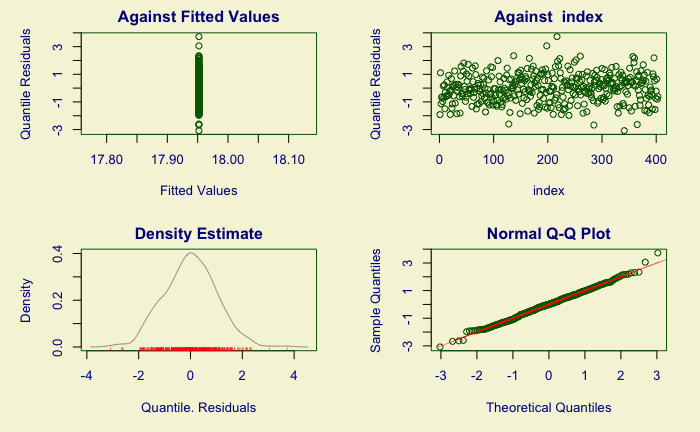 Against Fitted Values
Quantile Residuals
3
1
-1
-3
17.80 17.90 18.00 18.10
Fitted Values
Against index
Quantile Residuals
3
1
-1
-3
0 100 200 300 400
index
Density Estimate
Density
0.4
0.2
0.0
-4 -2 0 2 4
Quantile. Residuals
Normal Q-Q Plot
Sample Quantiles
3
1
-1
-3
-3 -2 -1 0 1 2 3
Theoretical Quantiles